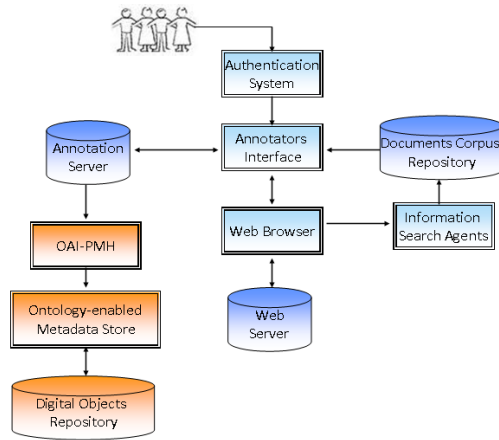 Authentication
System
Annotation
Server
Annotators
Interface
Documents Corpus
Repository
OAI-PMH
Web Browser
Information
Search Agents
Ontology-enabled
Metadata Store
Web
Server
Digital Objects
Repository